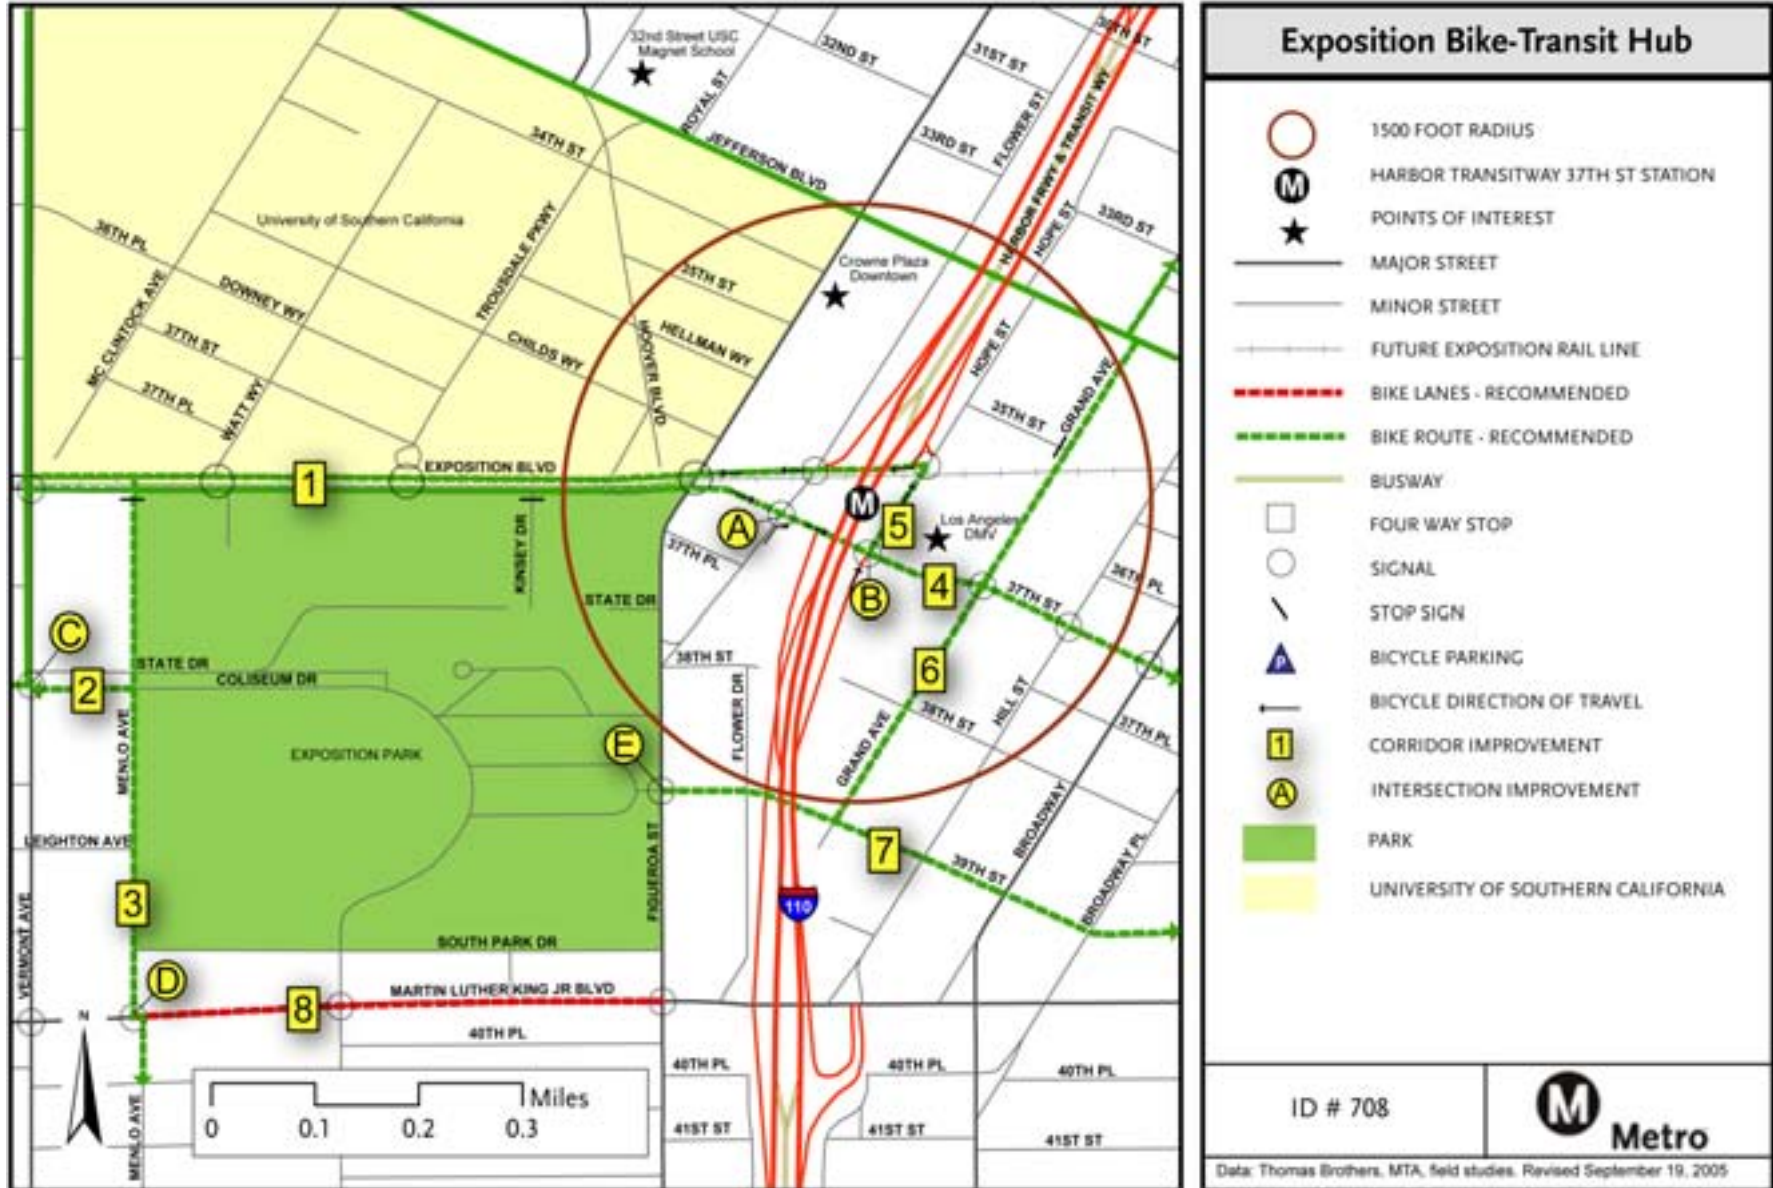 32nd Street USC
Magnet School
32ND ST
31ST ST
30TH ST
ROYAL ST
FLOWER ST
HARBOR FRWY & TRANSIT WY
33RD ST
34TH ST
JEFFERSON BLVD
University of Southern California
36TH PL
TROUSDALE PKWY
35TH ST
Crowne Plaza
Downtown
HOPE ST
33RD ST
MC CLINTOCK AVE
DOWNEY WY
37TH ST
37TH PL
WATT WY
CHILDS WY
HELLMAN WY
HOOVER BLVD
HOPE ST
35TH ST
GRAND AVE
EXPOSITION BLVD
1
M
A
5
Los Angeles
DMV
37TH PL
KINSEY DR
STATE DR
B
4
37TH ST
36TH PL
C
STATE DR
2
COLISEUM DR
38TH ST
6
FLOWER DR
38TH ST
HILL ST
37TH PL
MENLO AVE
EXPOSITION PARK
E
GRAND AVE
BROADWAY
LEIGHTON AVE
7
39TH ST
BROADWAY PL
3
VERMONT AVE
FIGUEROA ST
110
SOUTH PARK DR
D
8
MARTIN LUTHER KING JR BLVD
N
40TH PL
40TH PL
40TH PL
40TH PL
MENLO AVE
Miles
0 0.1 0.2 0.3
41ST ST
41ST ST
41ST ST
Exposition Bike-Transit Hub
1500 FOOT RADIUS
M HARBOR TRANSITWAY 37TH ST STATION
POINTS OF INTEREST
MAJOR STREET
MINOR STREET
FUTURE EXPOSITION RAIL LINE
BIKE LANES - RECOMMENDED
BIKE ROUTE - RECOMMENDED
BUSWAY
FOUR WAY STOP
SIGNAL
STOP SIGN
P BICYCLE PARKING
BICYCLE DIRECTION OF TRAVEL
1 CORRIDOR IMPROVEMENT
A INTERSECTION IMPROVEMENT
PARK
UNIVERSITY OF SOUTHERN CALIFORNIA
ID # 708
M Metro
Data: Thomas Brothers, MTA, field studies. Revised September 19, 2005